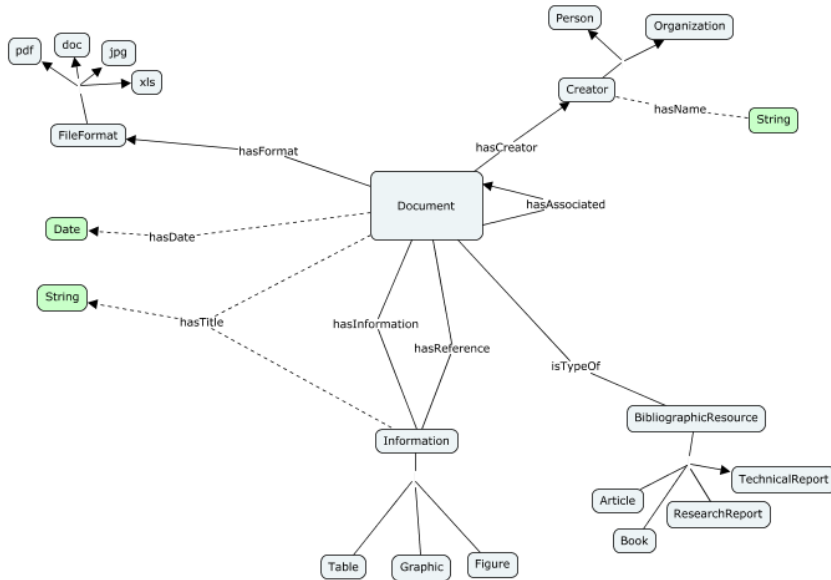 Person
Organization
doc
pdf
jpg
xls
Creator
hasName
String
FileFormat
hasFormat
hasCreator
Document
hasAssociated
Date
hasDate
String
hasTitle
hasInformation
hasReference
isTypeOf
BibliographicResource
Information
TechnicalReport
Article
ResearchReport
Book
Table
Graphic
Figure